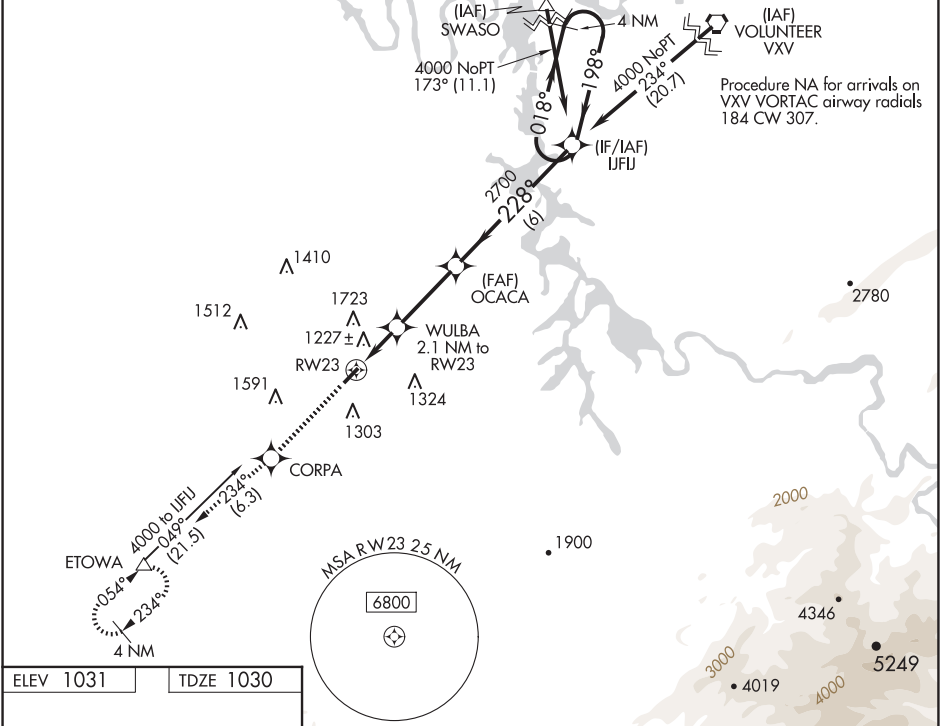 (IAF)
SWASO
4 NM
(IAF)
VOLUNTEER
VXV
4000 NoPT
173° (11.1)
018°
198°
4000 NoPT
234°
(20.7)
Procedure NA for arrivals on
VXV VORTAC airway radials
184 CW 307.
(IF/IAF)
IJFIJ
2700
228°
(6)
1410
(FAF)
OCACA
2780
1512
1723
1227 ±
WULBA
2.1 NM to
RW23
RW23
1591
1324
1303
CORPA
234°
(6.3)
4000 to IJFIJ
049°
(21.5)
ETOWA
054°
234°
4 NM
2000
1900
MSA RW23 25 NM
6800
4346
5249
3000
4019
4000
ELEV 1031
TDZE 1030